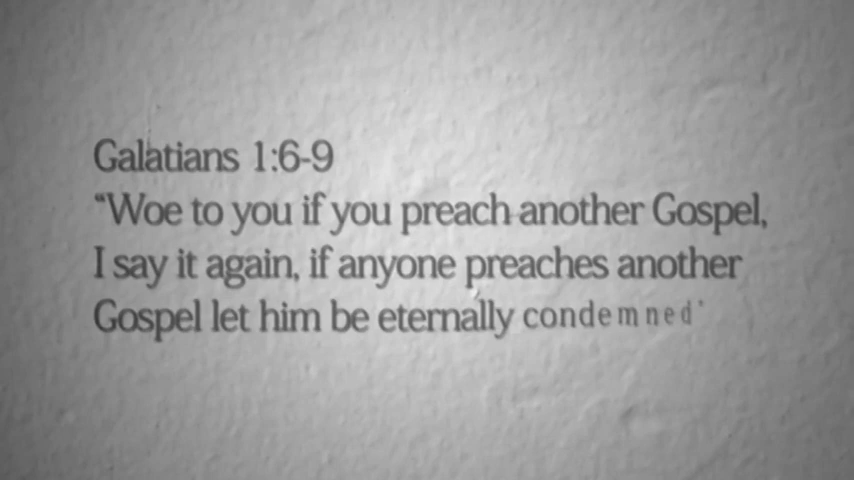 Galatians 1:6-9
“Woe to you if you preach another Gospel,
I say it again, if anyone preaches another
Gospel let him be eternally condemned"